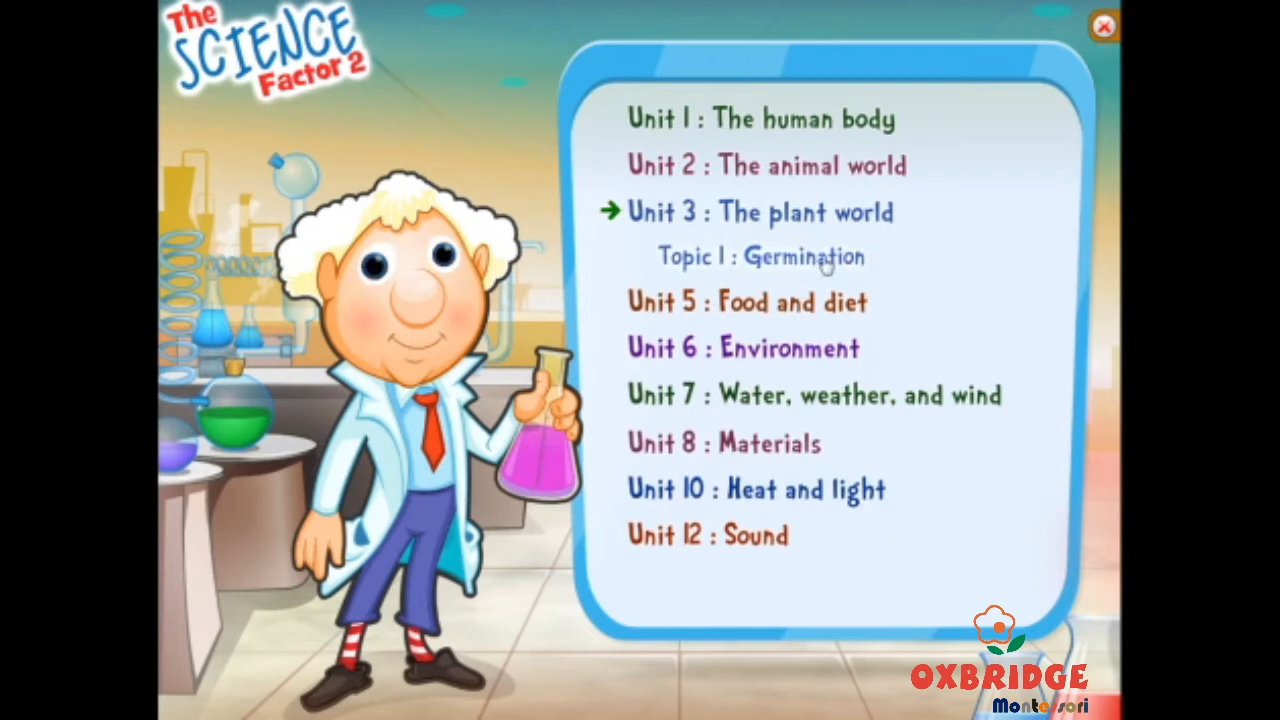 The
SCIENCE
Factor 2
Unit 1 : The human body
Unit 2 : The animal world
Unit 3 : The plant world
Topic 1 : Germination
Unit 5 : Food and diet
Unit 6 : Environment
Unit 7 : Water, weather, and wind
Unit 8 : Materials
Unit 10 : Heat and light
Unit 12 : Sound
OXBRIDGE
Montessori